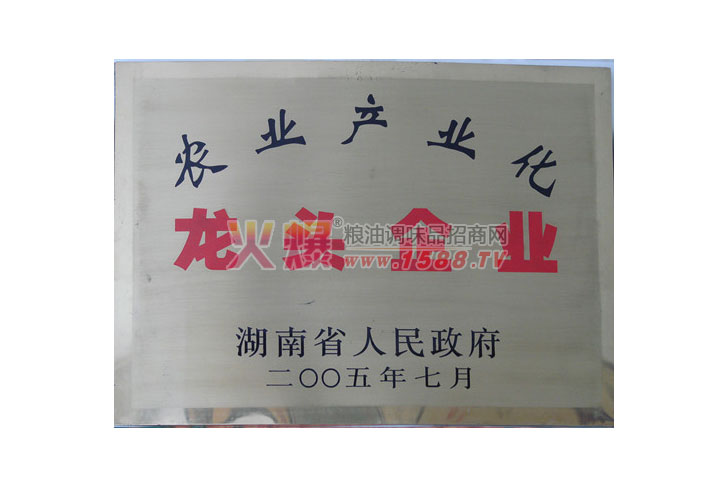 农业产业化
龙头企业
火爆®粮油调味品招商网
www.1588.TV
湖南省人民政府
二〇〇五年七月